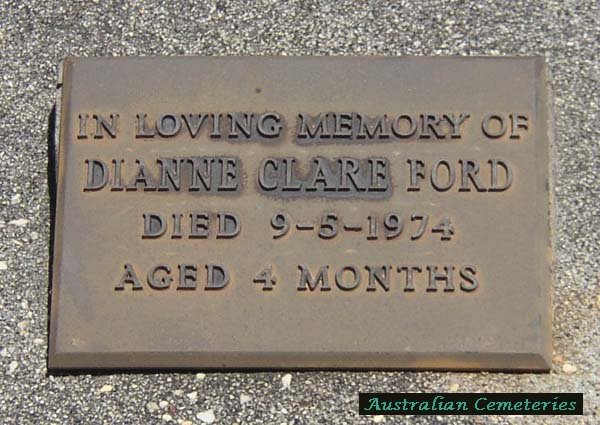 IN LOVING MEMORY OF
DIANNE CLARE FORD
DIED 9-5-1974
AGED 4 MONTHS
Australian Cemeteries